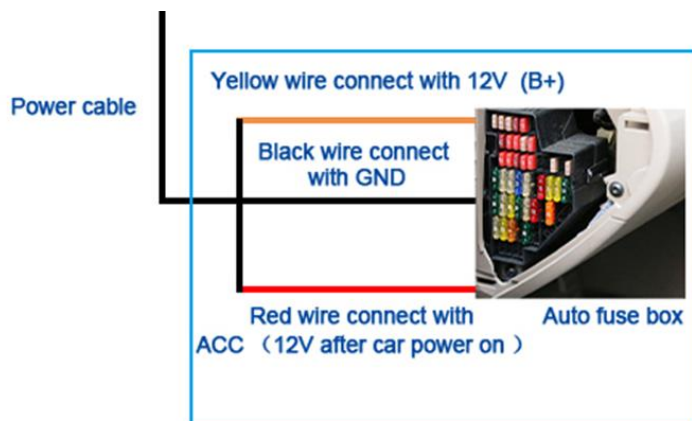 Yellow wire connect with 12V (B+)
Power cable
Black wire connect
with GND
Red wire connect with
ACC （12V after car power on ）
Auto fuse box